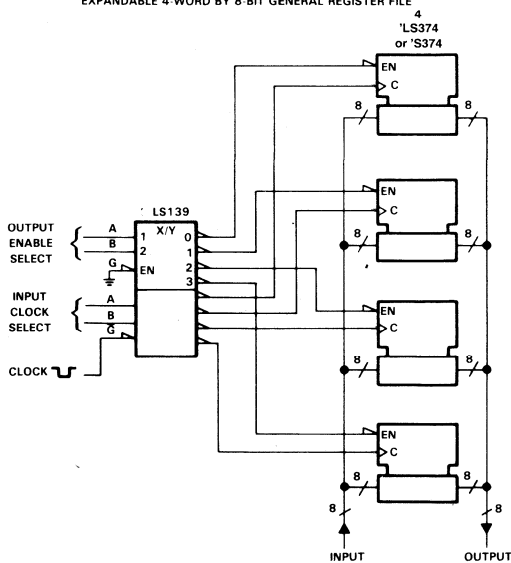 EXPANDABLE 4-WORD BY 8-BIT GENERAL REGISTER FILE
4
'LS374
or 'S374
EN
C
8
8
LS139
X/Y
OUTPUT
ENABLE
SELECT
A
B
G
1
2
EN
0
1
2
3
INPUT
CLOCK
SELECT
A
B
G
CLOCK
EN
C
8
8
EN
C
8
8
EN
C
8
8
8
8
INPUT
OUTPUT